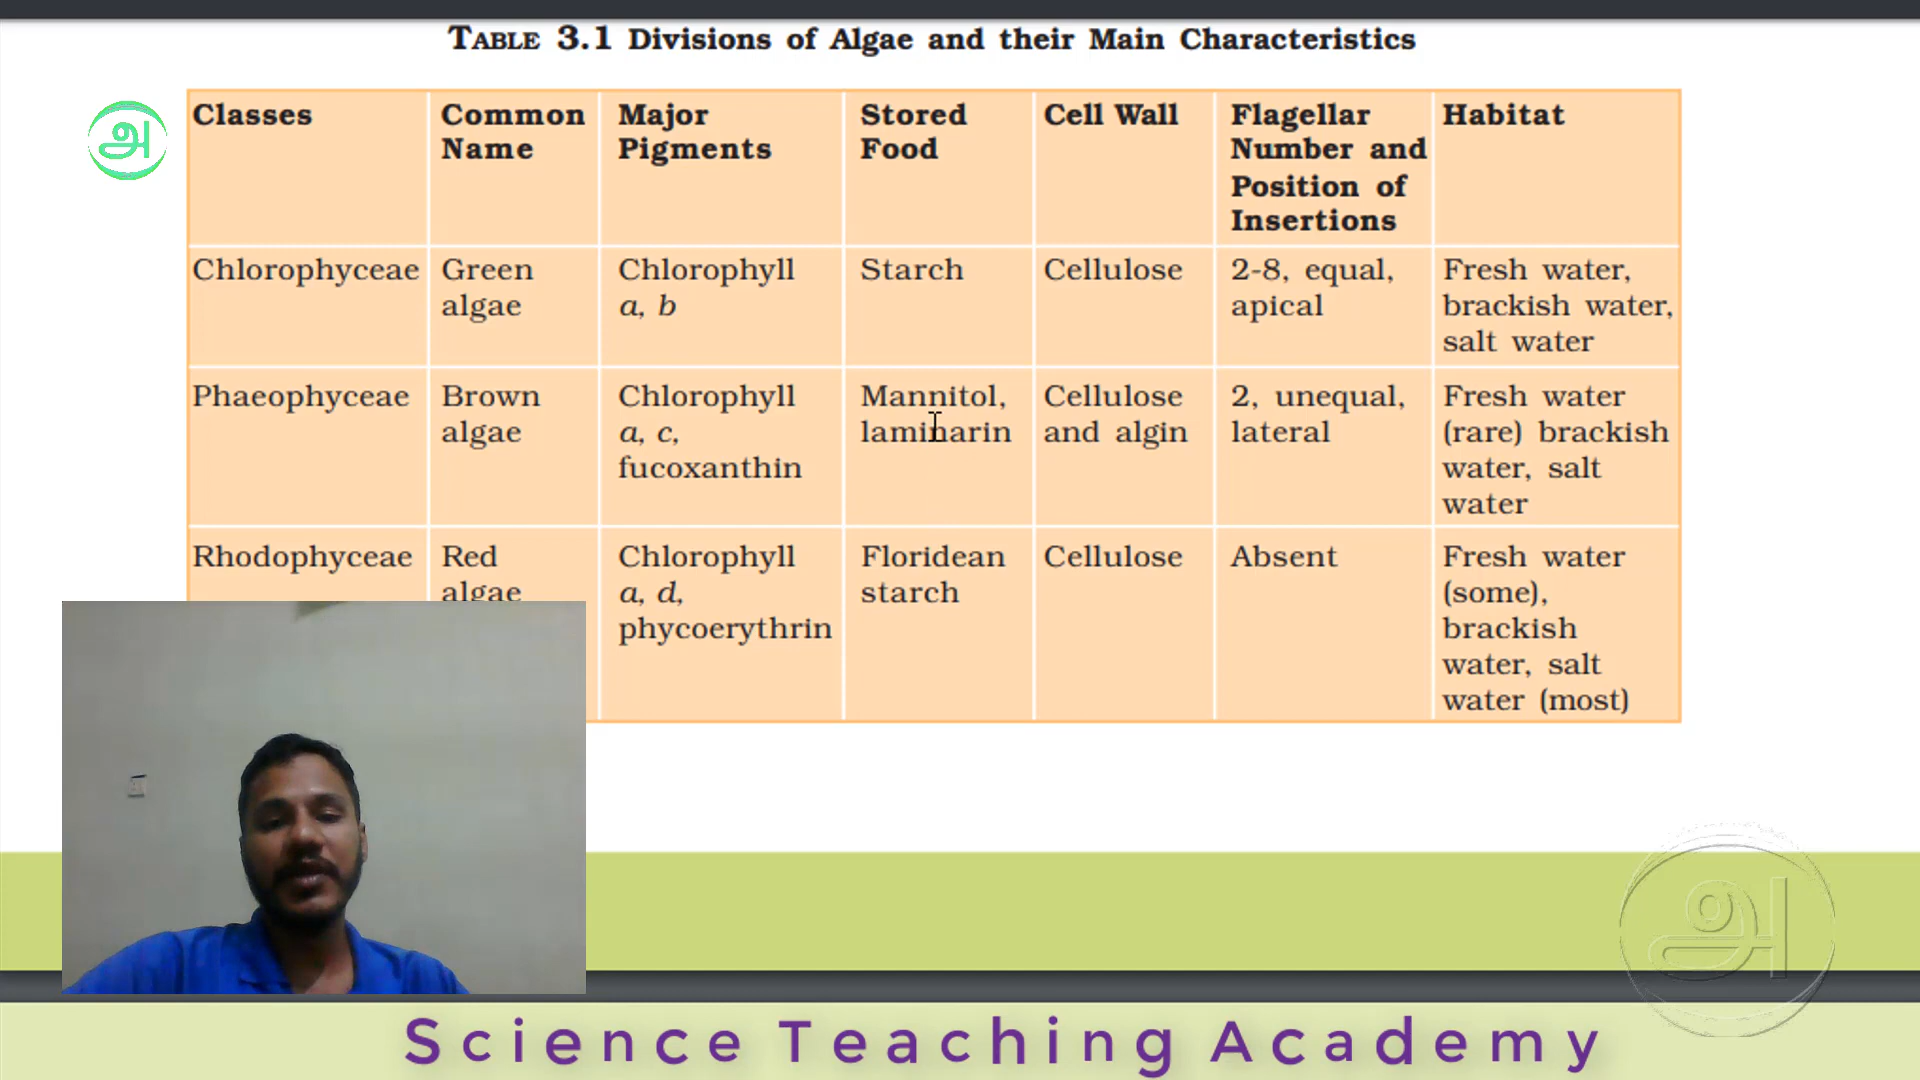 TABLE 3.1 Divisions of Algae and their Main Characteristics
அ
Classes
Common
Name
Major
Pigments
Stored
Food
Cell Wall
Flagellar
Number and
Position of
Insertions
Habitat
Chlorophyceae
Green
algae
Chlorophyll
a, b
Starch
Cellulose
2-8, equal,
apical
Fresh water,
brackish water,
salt water
Phaeophyceae
Brown
algae
Chlorophyll
a, c,
fucoxanthin
Mannitol,
laminarin
Cellulose
and algin
2, unequal,
lateral
Fresh water
(rare) brackish
water, salt
water
Rhodophyceae
Red
algae
Chlorophyll
a, d,
phycoerythrin
Floridean
starch
Cellulose
Absent
Fresh water
(some),
brackish
water, salt
water (most)
அ
Science Teaching Academy